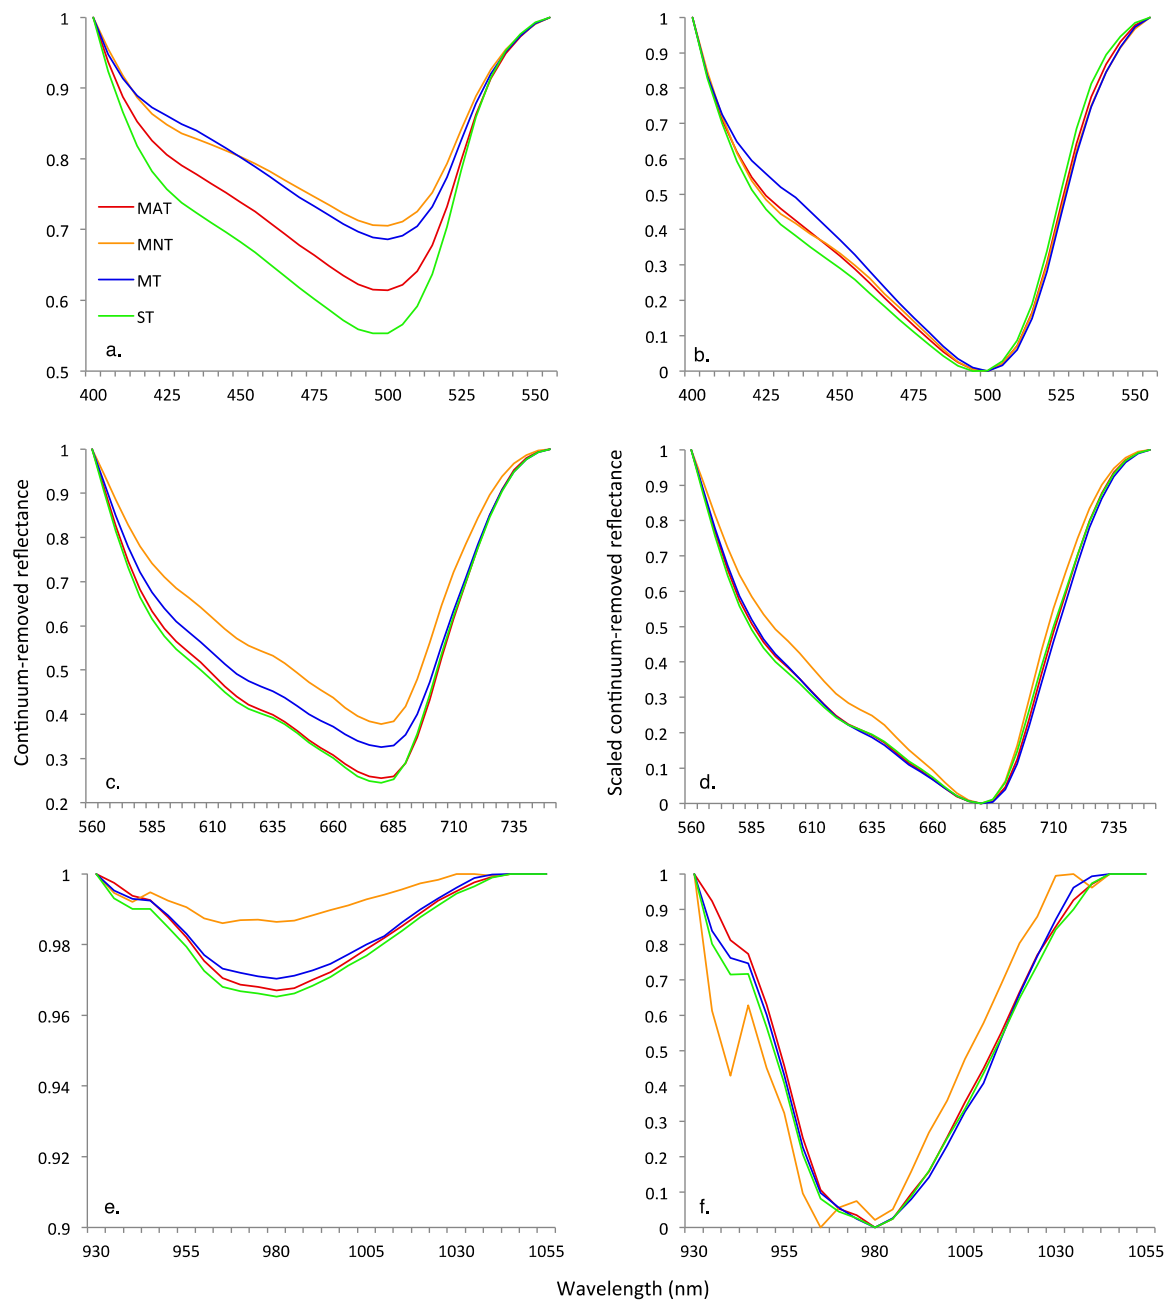 1
0.9
0.8
0.7
0.6
0.5
MAT
MNT
MT
ST
a.
400 425 450 475 500 525 550
1
0.9
0.8
0.7
0.6
0.5
0.4
0.3
0.2
0.1
0
b.
400 425 450 475 500 525 550
Continuum-removed reflectance
1
0.9
0.8
0.7
0.6
0.5
0.4
0.3
0.2
c.
560 585 610 635 660 685 710 735
Scaled continuum-removed reflectance
1
0.9
0.8
0.7
0.6
0.5
0.4
0.3
0.2
0.1
0
d.
560 585 610 635 660 685 710 735
1
0.98
0.96
0.94
0.92
0.9
e.
930 955 980 1005 1030 1055
1
0.9
0.8
0.7
0.6
0.5
0.4
0.3
0.2
0.1
0
f.
930 955 980 1005 1030 1055
Wavelength (nm)